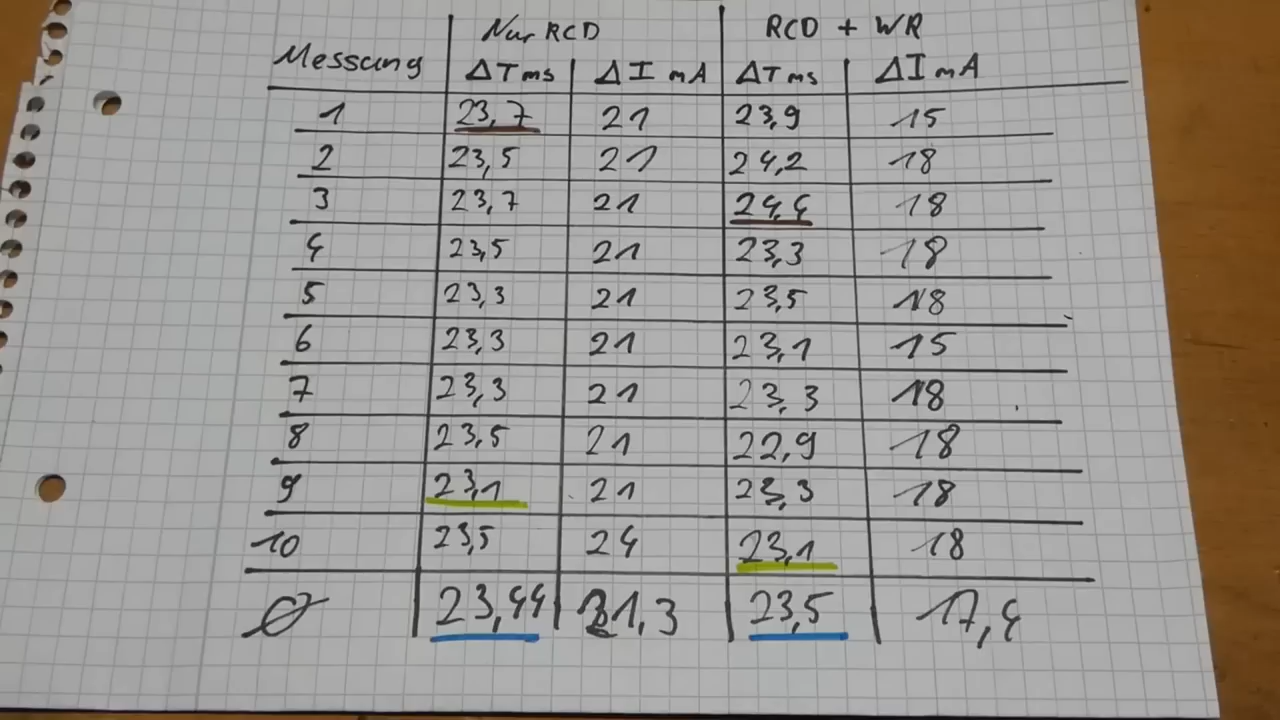 Nur RCD RCD + WR
Messung ΔT ms ΔI mA ΔT ms ΔI mA
1 23,7 21 23,9 15
2 23,5 21 24,2 18
3 23,7 21 24,4 18
4 23,5 21 23,3 18
5 23,3 21 23,5 18
6 23,3 21 23,1 15
7 23,3 21 23,3 18
8 23,5 21 22,9 18
9 23,1 21 23,3 18
10 23,5 24 23,1 18
Ø 23,44 21,3 23,5 17,4